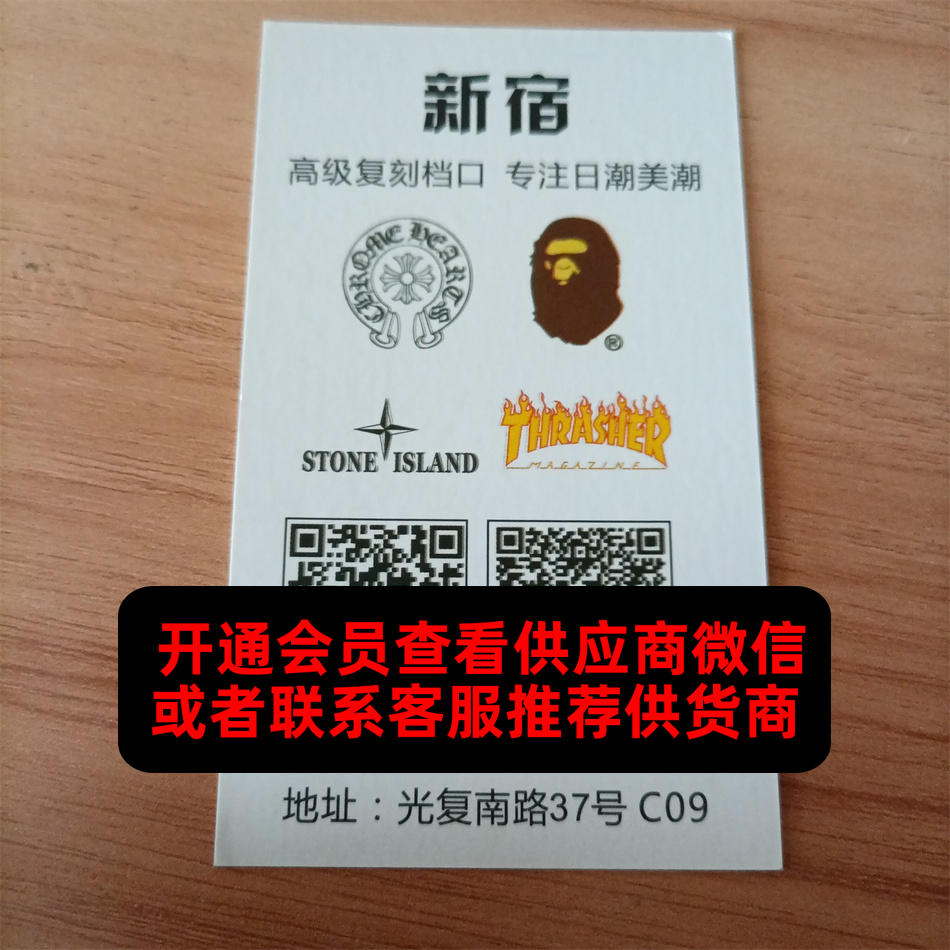 新宿
高级复刻档口 专注日潮美潮
CHROME HEARTS
®
STONE ISLAND
THRASHER
MAGAZINE
开通会员查看供应商微信
或者联系客服推荐供货商
地址：光复南路37号 C09